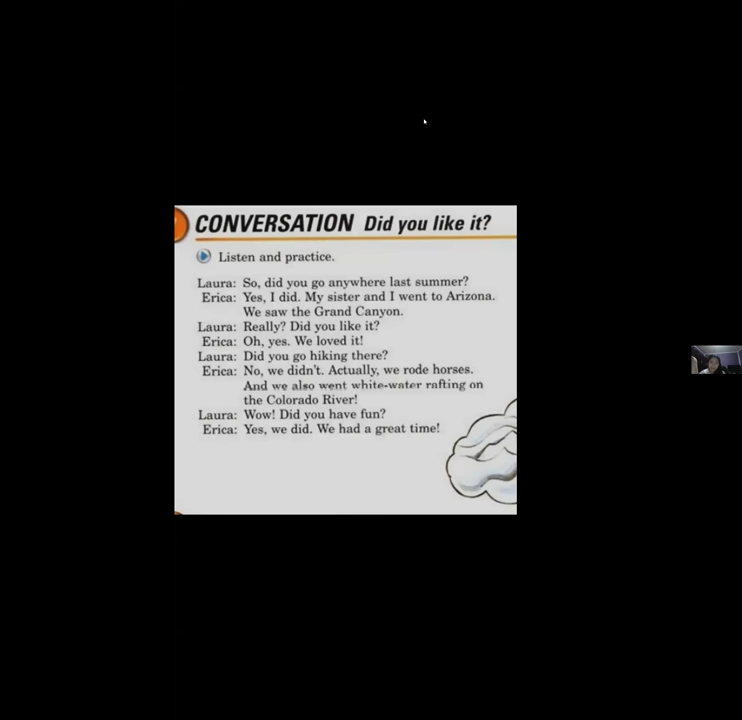 CONVERSATION Did you like it?
Listen and practice.
Laura: So, did you go anywhere last summer?
Erica: Yes, I did. My sister and I went to Arizona.
We saw the Grand Canyon.
Laura: Really? Did you like it?
Erica: Oh, yes. We loved it!
Laura: Did you go hiking there?
Erica: No, we didn't. Actually, we rode horses.
And we also went white-water rafting on
the Colorado River!
Laura: Wow! Did you have fun?
Erica: Yes, we did. We had a great time!